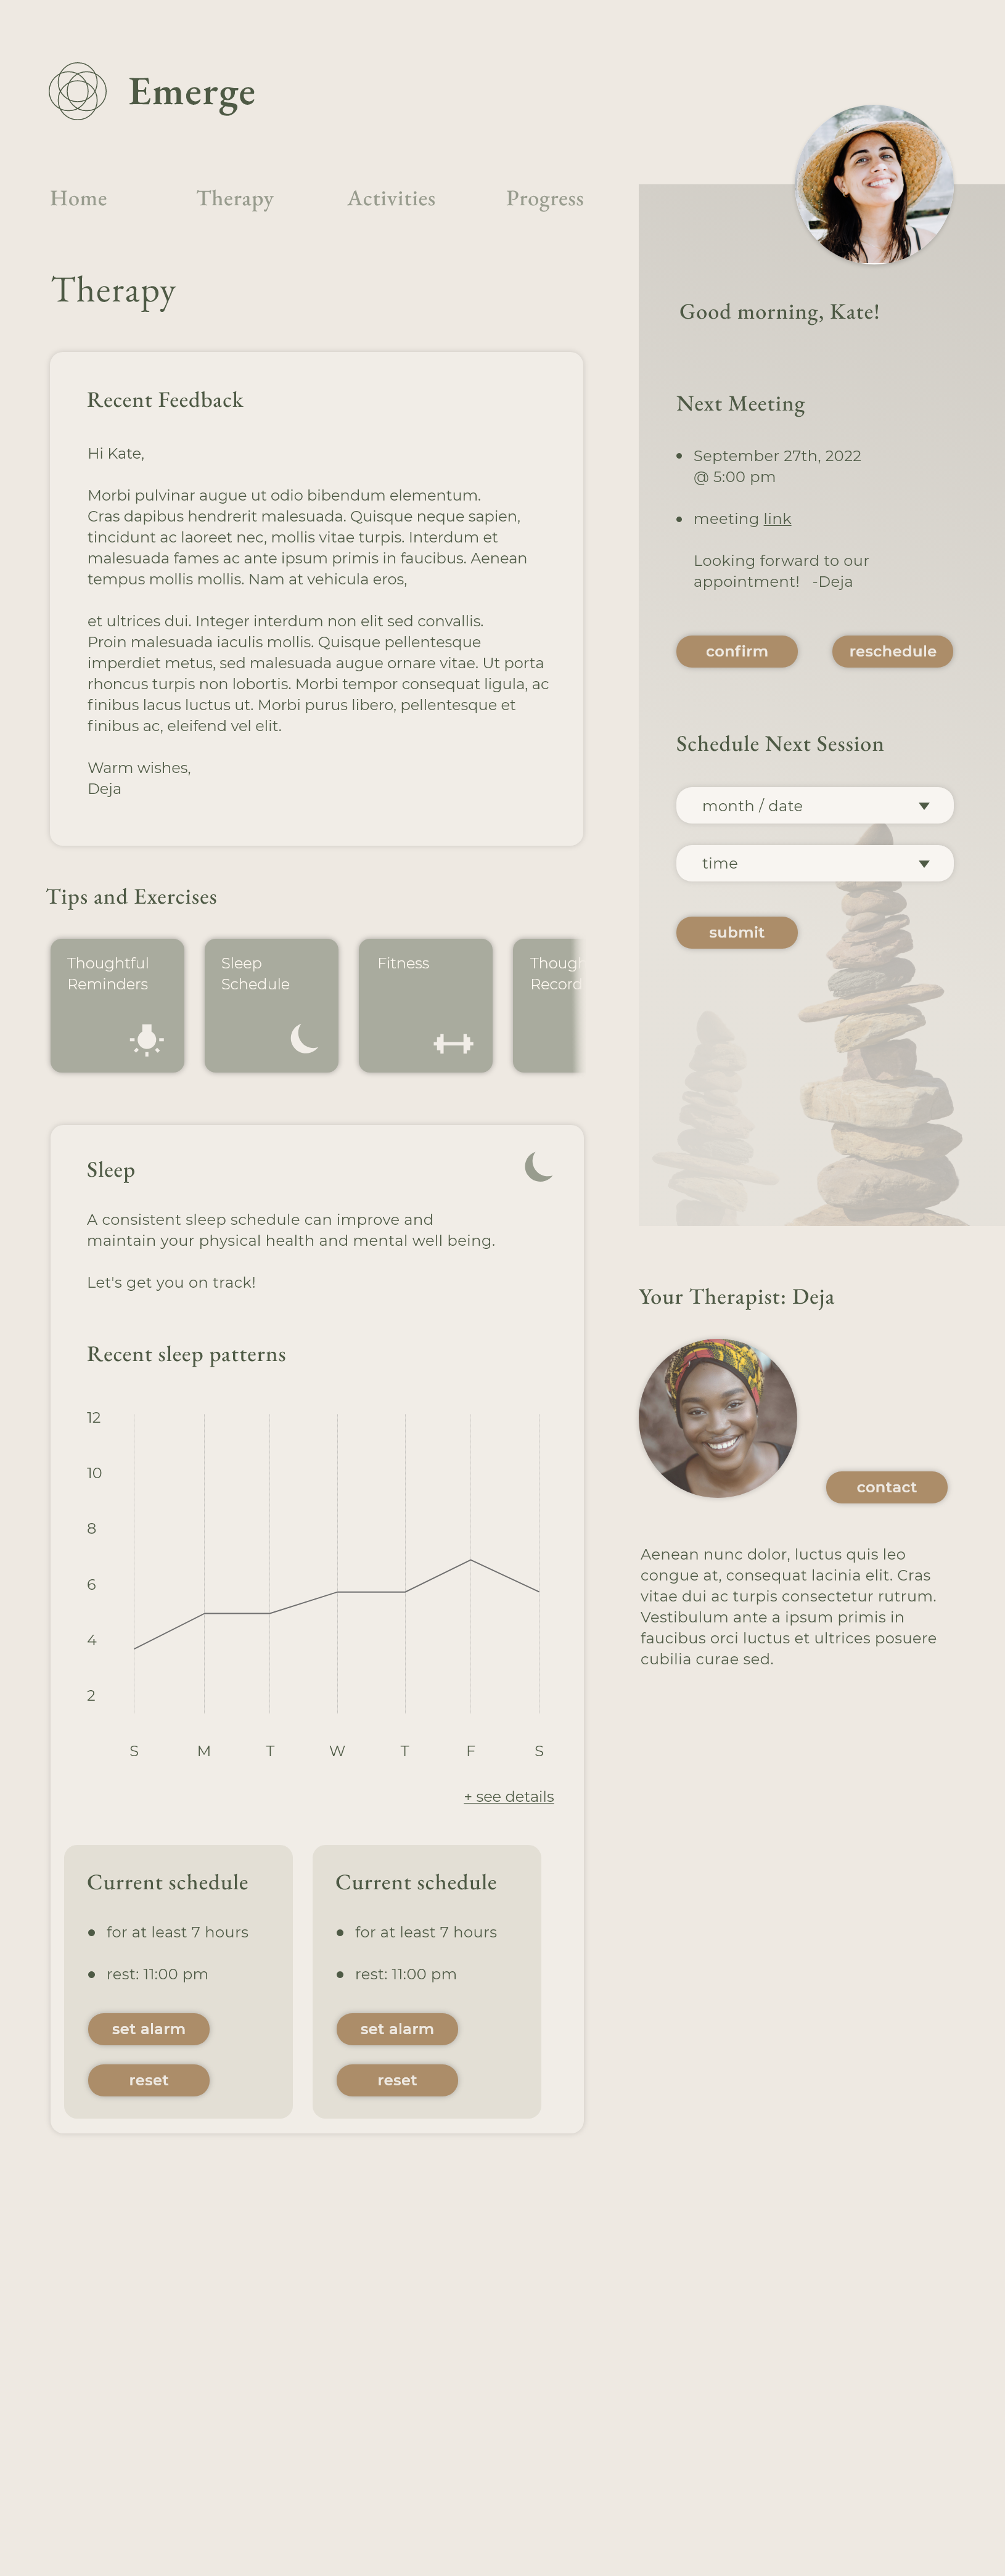 Emerge
Home Therapy Activities Progress
Therapy
Recent Feedback
Hi Kate,
Morbi pulvinar augue ut odio bibendum elementum.
Cras dapibus hendrerit malesuada. Quisque neque sapien,
tincidunt ac laoreet nec, mollis vitae turpis. Interdum et
malesuada fames ac ante ipsum primis in faucibus. Aenean
tempus mollis mollis. Nam at vehicula eros,
et ultrices dui. Integer interdum non elit sed convallis.
Proin malesuada iaculis mollis. Quisque pellentesque
imperdiet metus, sed malesuada augue ornare vitae. Ut porta
rhoncus turpis non lobortis. Morbi tempor consequat ligula, ac
finibus lacus luctus ut. Morbi purus libero, pellentesque et
finibus ac, eleifend vel elit.
Warm wishes,
Deja
Tips and Exercises
Thoughtful
Reminders
Sleep
Schedule
Fitness
Though
Record
Sleep
A consistent sleep schedule can improve and
maintain your physical health and mental well being.
Let's get you on track!
Recent sleep patterns
12
10
8
6
4
2
S M T W T F S
+ see details
Current schedule
• for at least 7 hours
• rest: 11:00 pm
set alarm
reset
Current schedule
• for at least 7 hours
• rest: 11:00 pm
set alarm
reset
Good morning, Kate!
Next Meeting
• September 27th, 2022
@ 5:00 pm
• meeting link
Looking forward to our
appointment! -Deja
confirm
reschedule
Schedule Next Session
month / date
time
submit
Your Therapist: Deja
contact
Aenean nunc dolor, luctus quis leo
congue at, consequat lacinia elit. Cras
vitae dui ac turpis consectetur rutrum.
Vestibulum ante a ipsum primis in
faucibus orci luctus et ultrices posuere
cubilia curae sed.